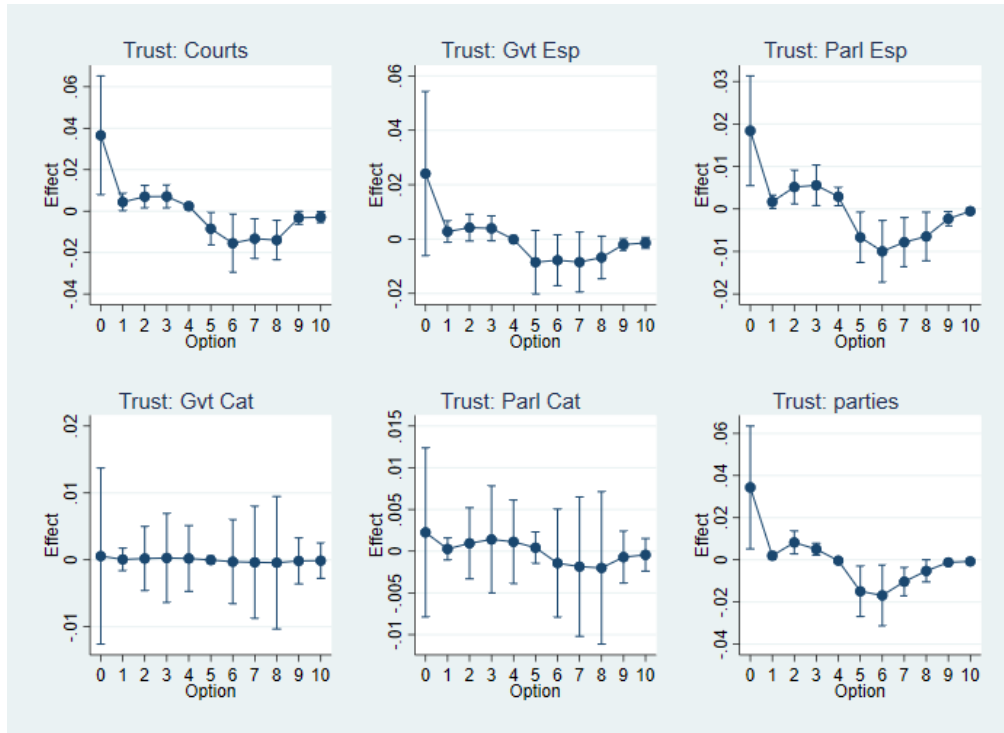 Trust: Courts
Effect
.06
.04
.02
0
-.02
-.04
0 1 2 3 4 5 6 7 8 9 10
Option
Trust: Gvt Esp
Effect
.06
.04
.02
0
-.02
0 1 2 3 4 5 6 7 8 9 10
Option
Trust: Parl Esp
Effect
.03
.02
.01
0
-.01
-.02
0 1 2 3 4 5 6 7 8 9 10
Option
Trust: Gvt Cat
Effect
.02
.01
0
-.01
0 1 2 3 4 5 6 7 8 9 10
Option
Trust: Parl Cat
Effect
.015
.01
.005
0
-.005
-.01
0 1 2 3 4 5 6 7 8 9 10
Option
Trust: parties
Effect
.06
.04
.02
0
-.02
-.04
0 1 2 3 4 5 6 7 8 9 10
Option